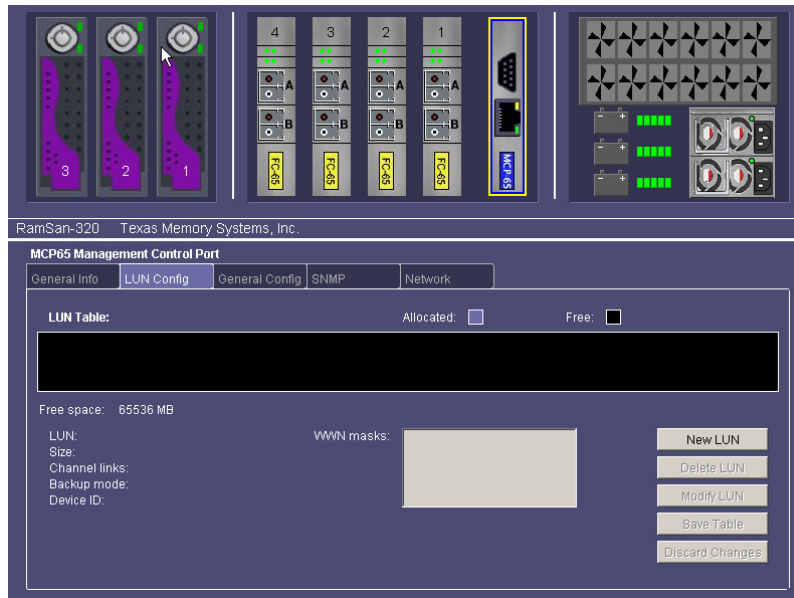 4 3 2 1
A A A A
B B B B
3 2 1
FC-65 FC-65 FC-65 FC-65 MCP-65
- +
- +
- +
RamSan-320 Texas Memory Systems, Inc.
MCP65 Management Control Port
General Info LUN Config General Config SNMP Network
LUN Table: Allocated: Free:
Free space: 65536 MB
LUN: WWN masks: New LUN
Size:
Channel links: Delete LUN
Backup mode:
Device ID: Modify LUN
Save Table
Discard Changes